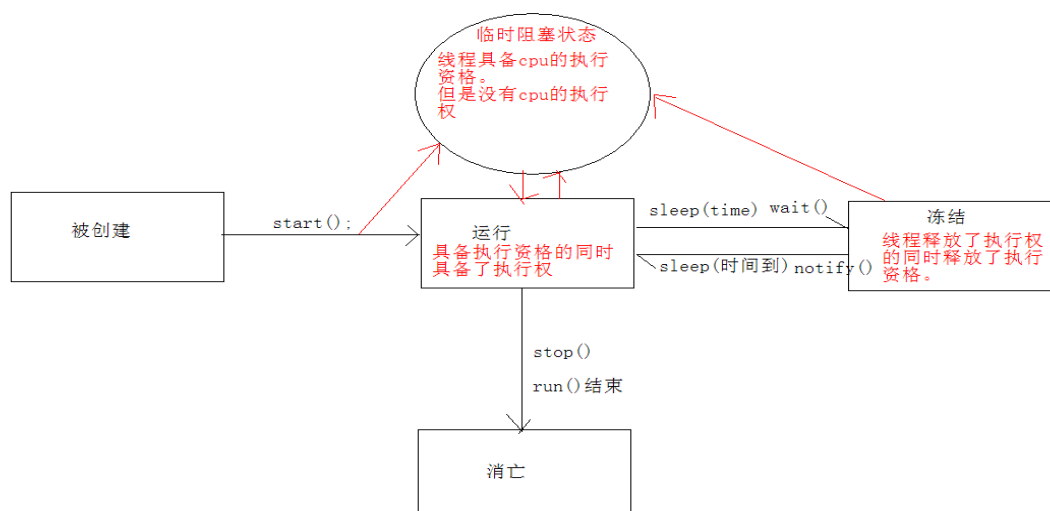 临时阻塞状态
线程具备cpu的执行
资格。
但是没有cpu的执行
权
被创建
start();
运行
具备执行资格的同时
具备了执行权
sleep(time) wait()
sleep(时间到) notify()
冻结
线程释放了执行权
的同时释放了执行
资格。
stop()
run()结束
消亡